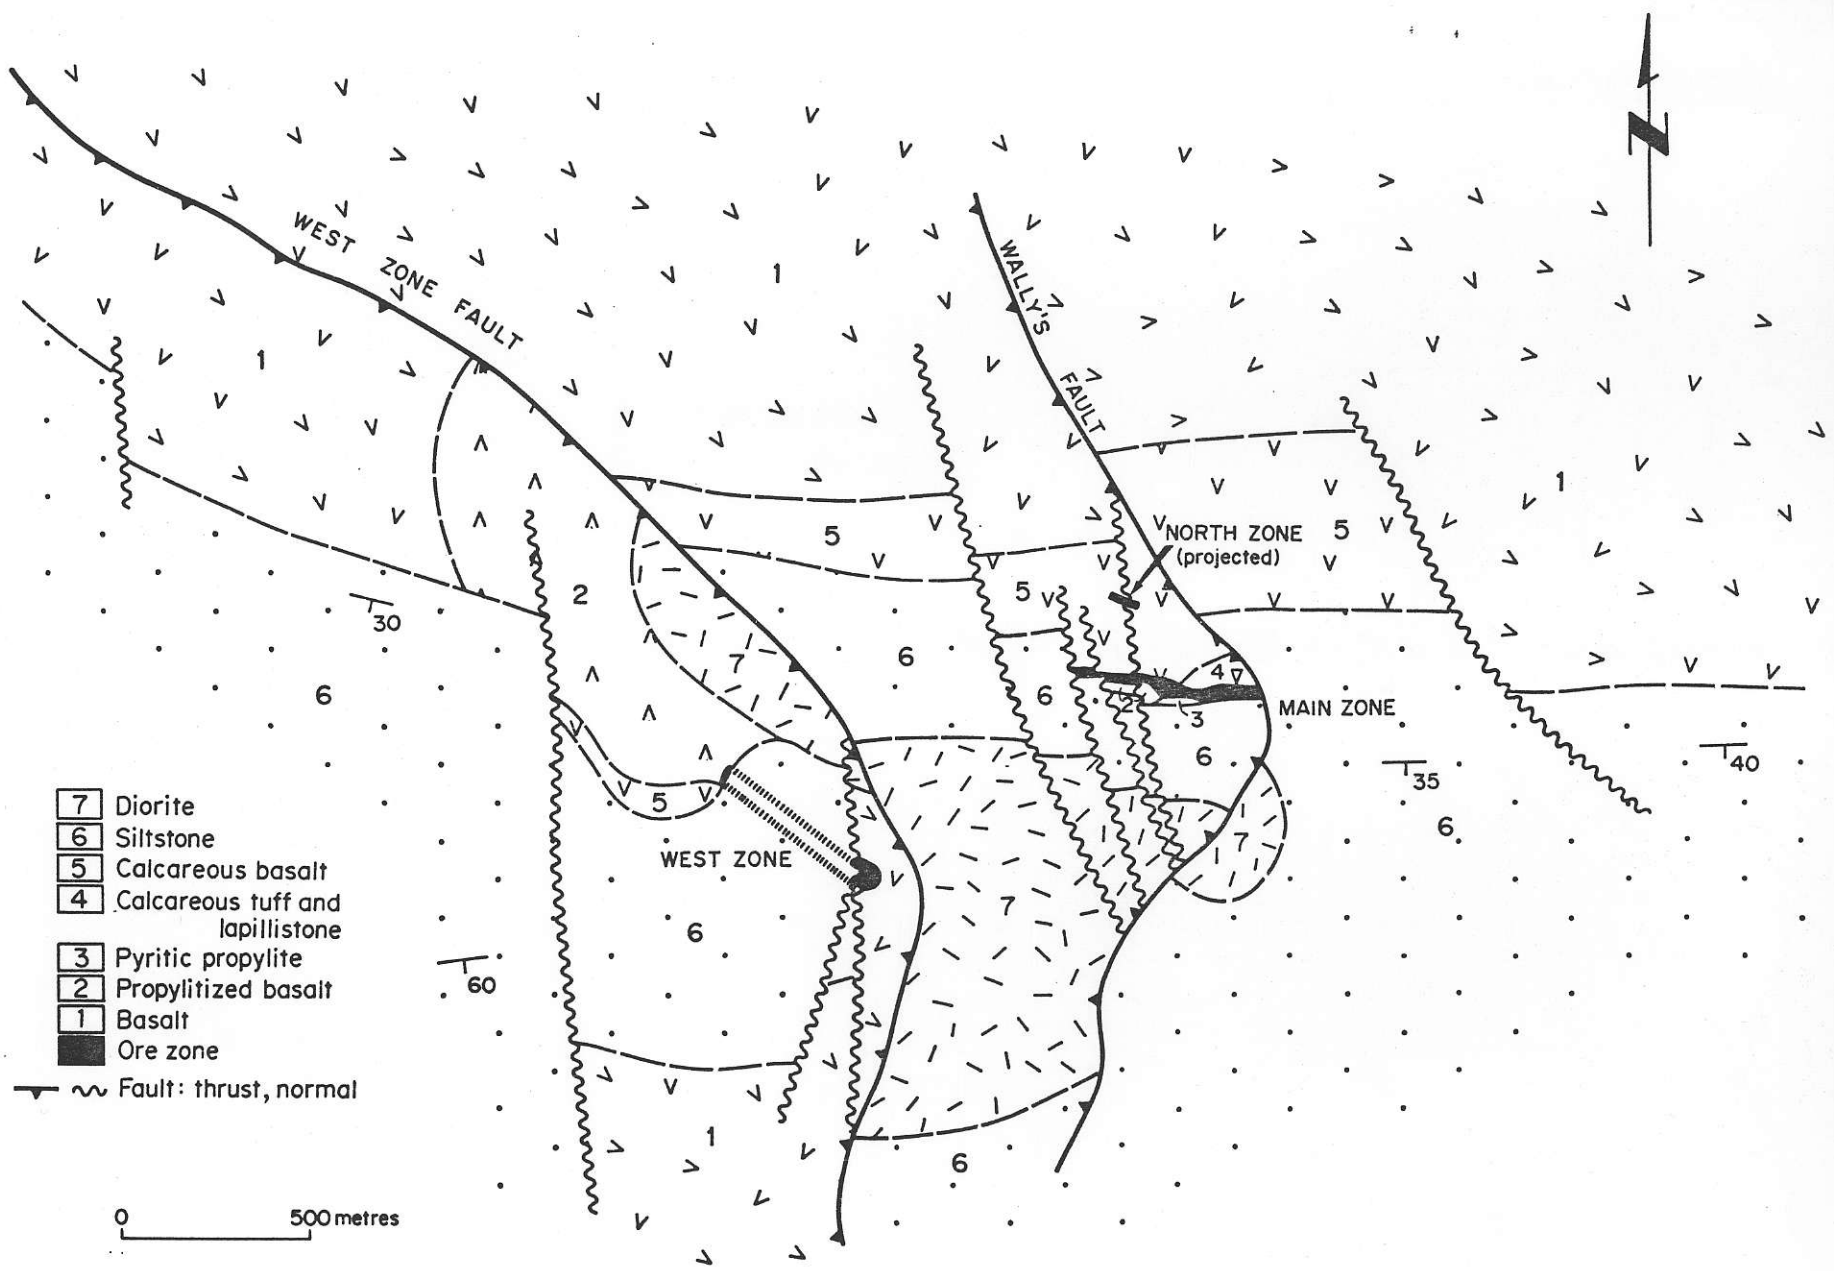 N
WEST ZONE FAULT
WALLY'S FAULT
1
1
1
5
NORTH ZONE
(projected)
5
2
5
30
7
6
4
6
6
2
3
MAIN ZONE
6
40
35
5
7
6
7
WEST ZONE
7
6
60
1
6
7 Diorite
6 Siltstone
5 Calcareous basalt
4 Calcareous tuff and
lapillistone
3 Pyritic propylite
2 Propylitized basalt
1 Basalt
Ore zone
Fault: thrust, normal
0 500 metres